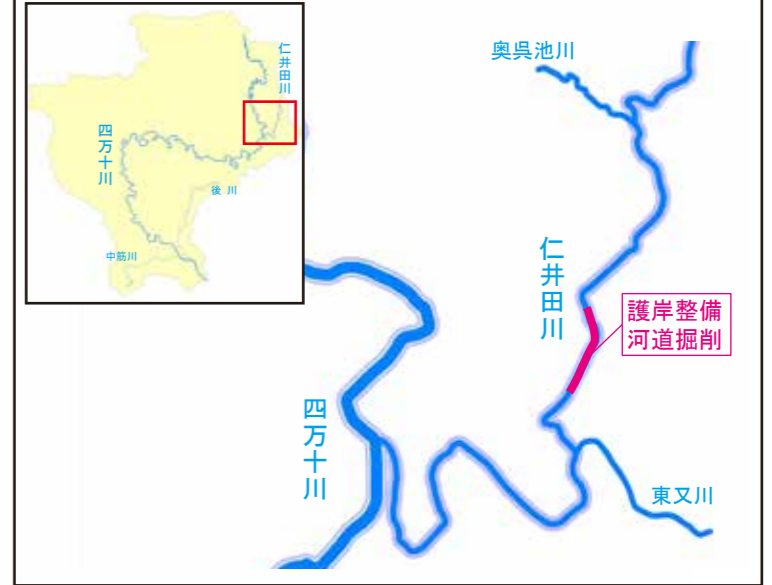 仁井田川
四万十川
後川
中筋川
奥呉池川
仁井田川
護岸整備
河道掘削
四万十川
東又川